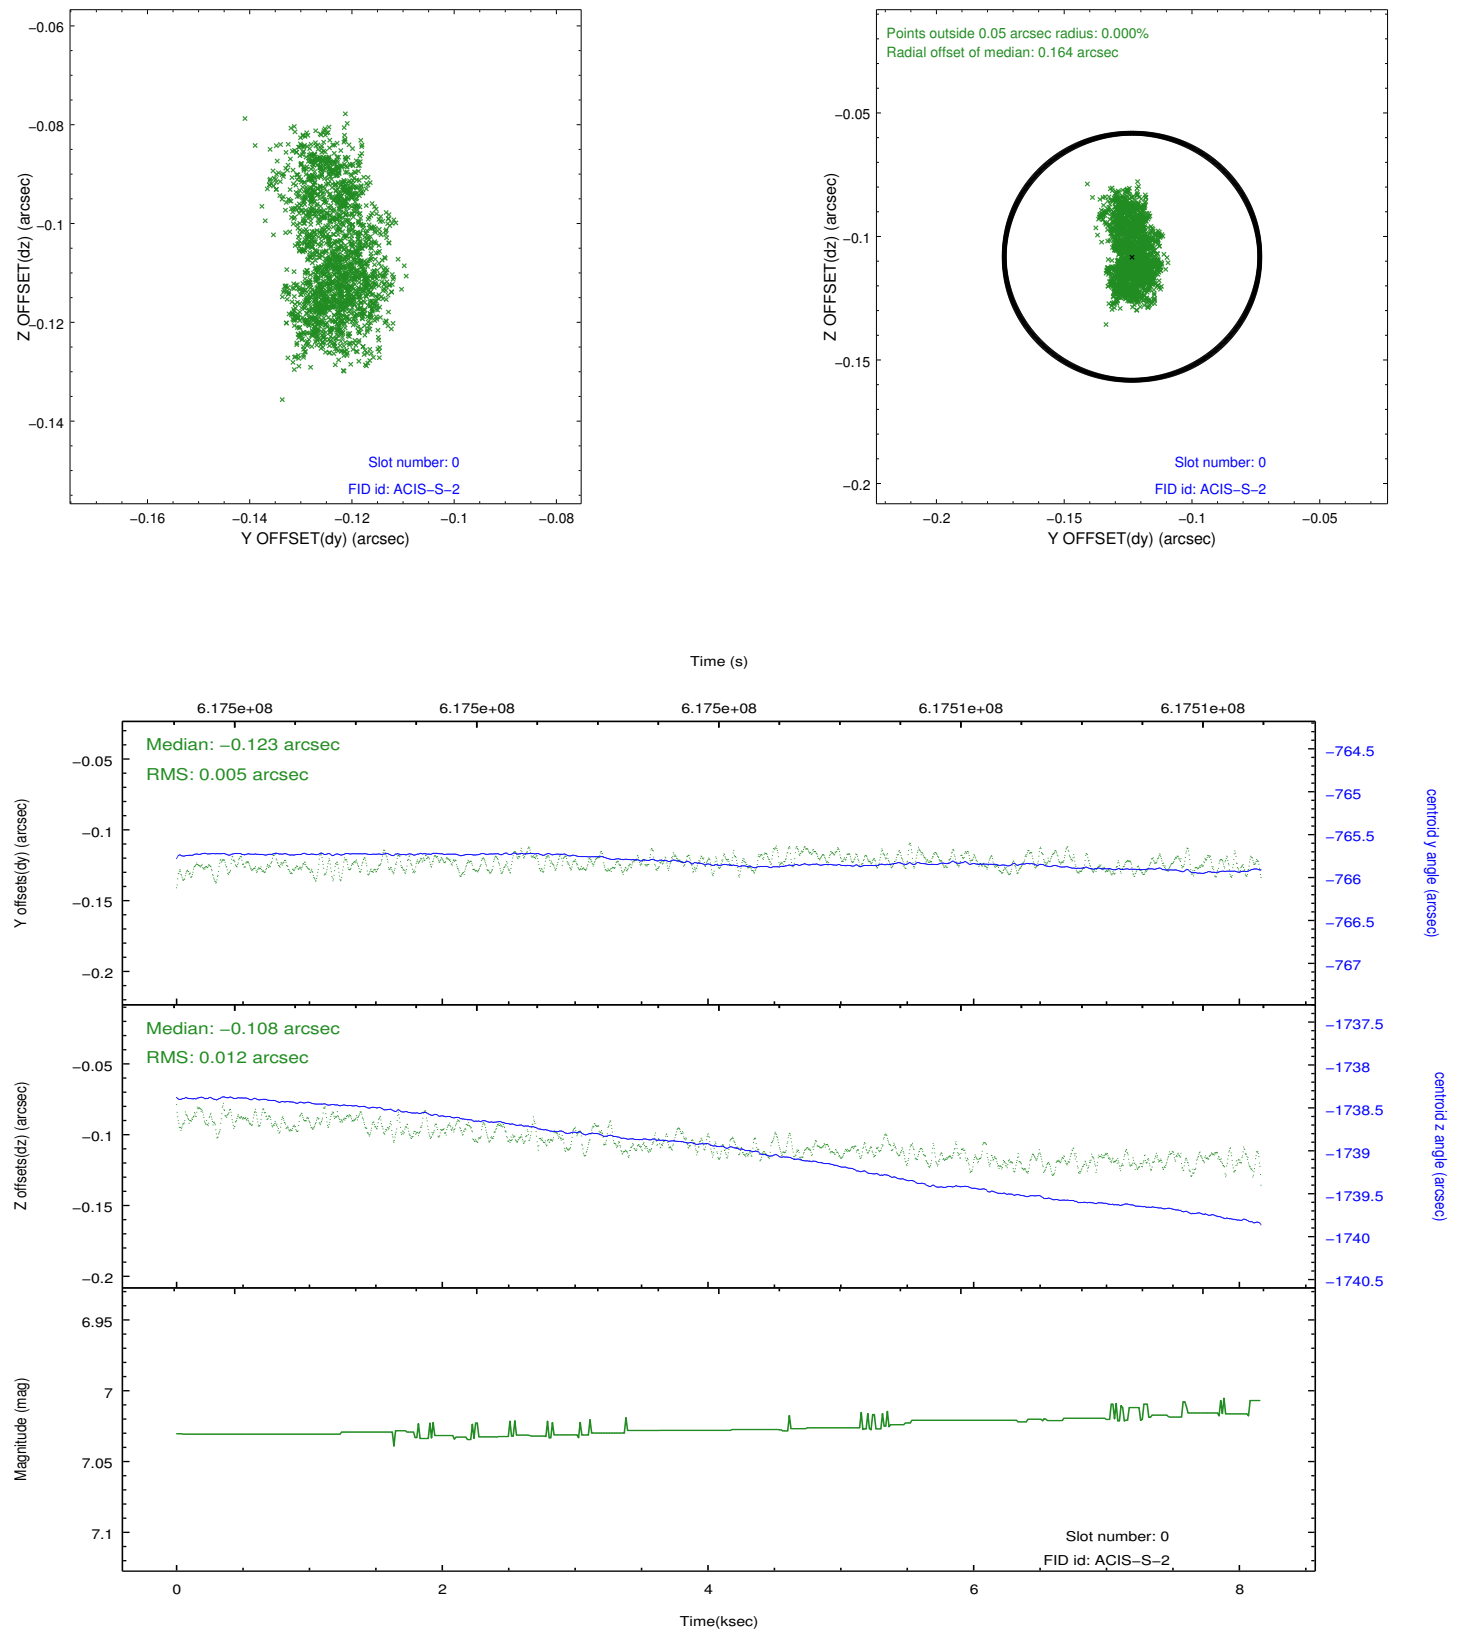 −0.06
−0.08
−0.1
−0.12
−0.14
Z OFFSET(dz) (arcsec)
Slot number: 0
FID id: ACIS−S−2
−0.16
−0.14
−0.12
−0.1
−0.08
Y OFFSET(dy) (arcsec)
Points outside 0.05 arcsec radius: 0.000%
Radial offset of median: 0.164 arcsec
−0.05
−0.1
−0.15
−0.2
Z OFFSET(dz) (arcsec)
Slot number: 0
FID id: ACIS−S−2
−0.2
−0.15
−0.1
−0.05
Y OFFSET(dy) (arcsec)
Time (s)
6.175e+08
6.175e+08
6.175e+08
6.1751e+08
6.1751e+08
Median: −0.123 arcsec
RMS: 0.005 arcsec
−0.05
−0.1
−0.15
−0.2
Y offsets(dy) (arcsec)
−764.5
−765
−765.5
−766
−766.5
−767
centroid y angle (arcsec)
Median: −0.108 arcsec
RMS: 0.012 arcsec
−0.05
−0.1
−0.15
−0.2
Z offsets(dz) (arcsec)
−1737.5
−1738
−1738.5
−1739
−1739.5
−1740
−1740.5
centroid z angle (arcsec)
6.95
7
7.05
7.1
Magnitude (mag)
Slot number: 0
FID id: ACIS−S−2
0
2
4
6
8
Time(ksec)